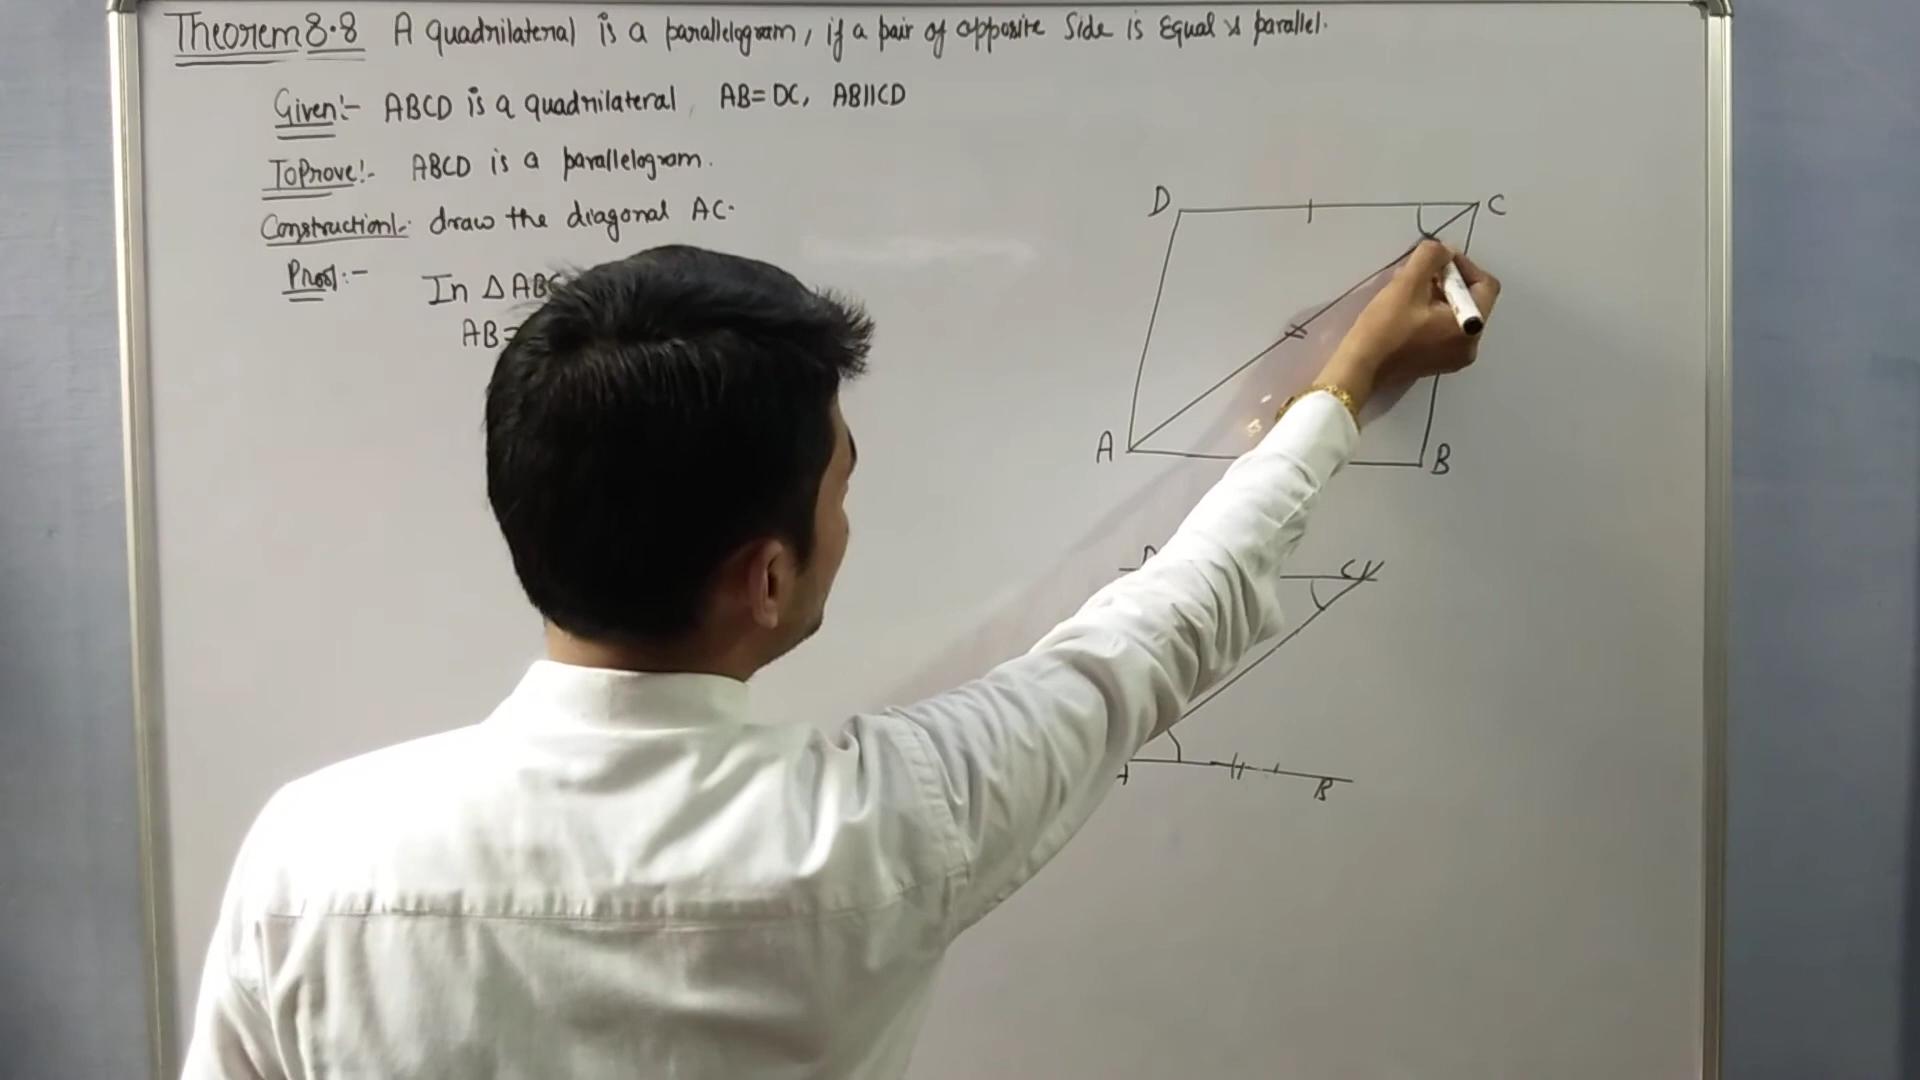 Theorem 8.8 A quadrilateral is a parallelogram, if a pair of opposite Side is Equal & parallel.
Given:- ABCD is a quadrilateral, AB=DC, AB||CD
To Prove:- ABCD is a parallelogram.
Construction:- draw the diagonal AC.
Proof:- In △ABC
AB=
D C
A B
C
B